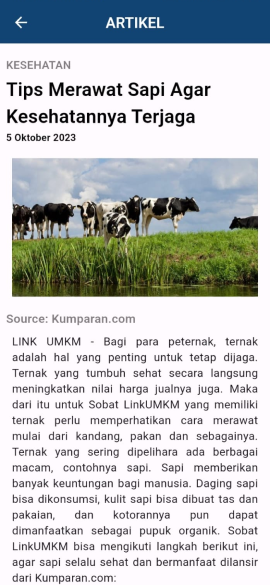 ARTIKEL
KESEHATAN
Tips Merawat Sapi Agar
Kesehatannya Terjaga
5 Oktober 2023
Source: Kumparan.com
LINK UMKM - Bagi para peternak, ternak
adalah hal yang penting untuk tetap dijaga.
Ternak yang tumbuh sehat secara langsung
meningkatkan nilai harga jualnya juga. Maka
dari itu untuk Sobat LinkUMKM yang memiliki
ternak perlu memperhatikan cara merawat
mulai dari kandang, pakan dan sebagainya.
Ternak yang sering dipelihara ada berbagai
macam, contohnya sapi. Sapi memberikan
banyak keuntungan bagi manusia. Daging sapi
bisa dikonsumsi, kulit sapi bisa dibuat tas dan
pakaian, dan kotorannya pun dapat
dimanfaatkan sebagai pupuk organik. Sobat
LinkUMKM bisa mengikuti langkah berikut ini,
agar sapi selalu sehat dan bermanfaat dilansir
dari Kumparan.com: